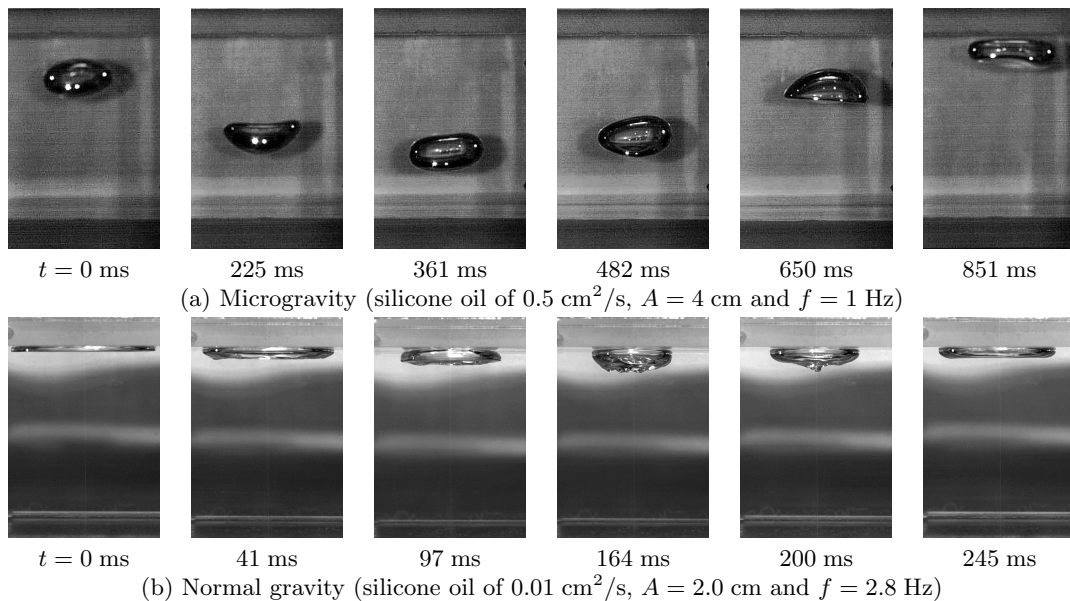 t = 0 ms 225 ms 361 ms 482 ms 650 ms 851 ms
(a) Microgravity (silicone oil of 0.5 cm²/s, A = 4 cm and f = 1 Hz)
t = 0 ms 41 ms 97 ms 164 ms 200 ms 245 ms
(b) Normal gravity (silicone oil of 0.01 cm²/s, A = 2.0 cm and f = 2.8 Hz)